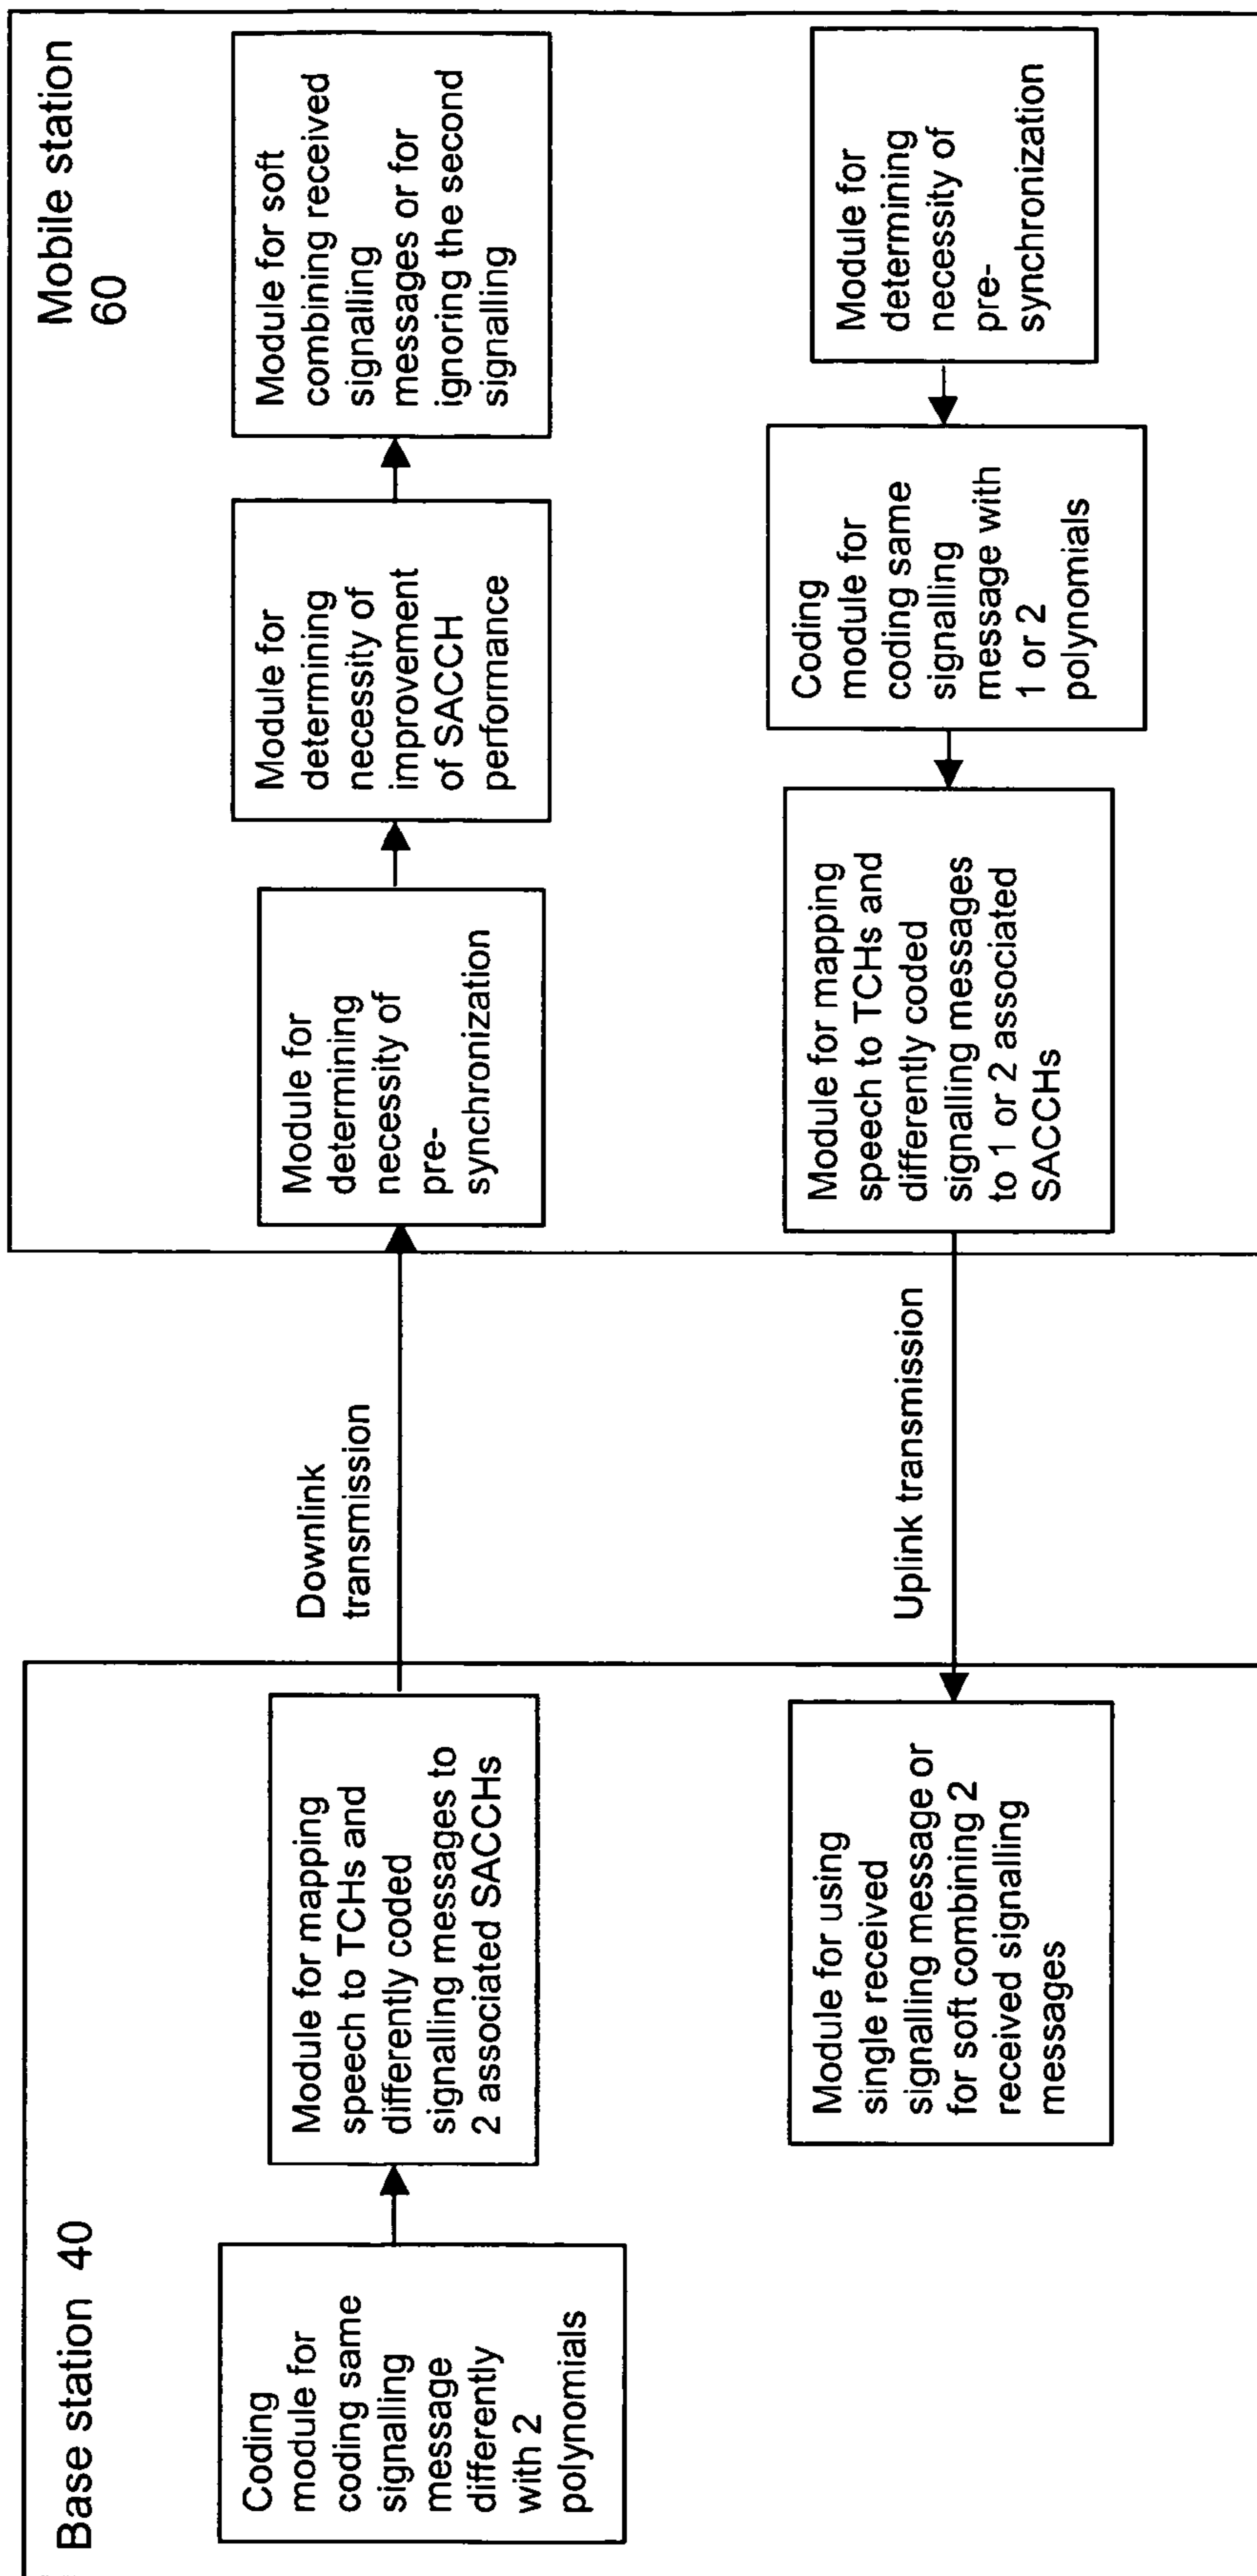 Base station 40
Coding
module for
coding same
signalling
message
differently
with 2
polynomials
Module for mapping
speech to TCHs and
differently coded
signalling messages to
2 associated SACCHs
Downlink
transmission
Mobile station
60
Module for
determining
necessity of
pre-
synchronization
Module for
determining
necessity of
improvement
of SACCH
performance
Module for soft
combining received
signalling
messages or for
ignoring the second
signalling
Module for using
single received
signalling message or
for soft combining 2
received signalling
messages
Uplink transmission
Module for mapping
speech to TCHs and
differently coded
signalling messages
to 1 or 2 associated
SACCHs
Coding
module for
coding same
signalling
message with
1 or 2
polynomials
Module for
determining
necessity of
pre-
synchronization